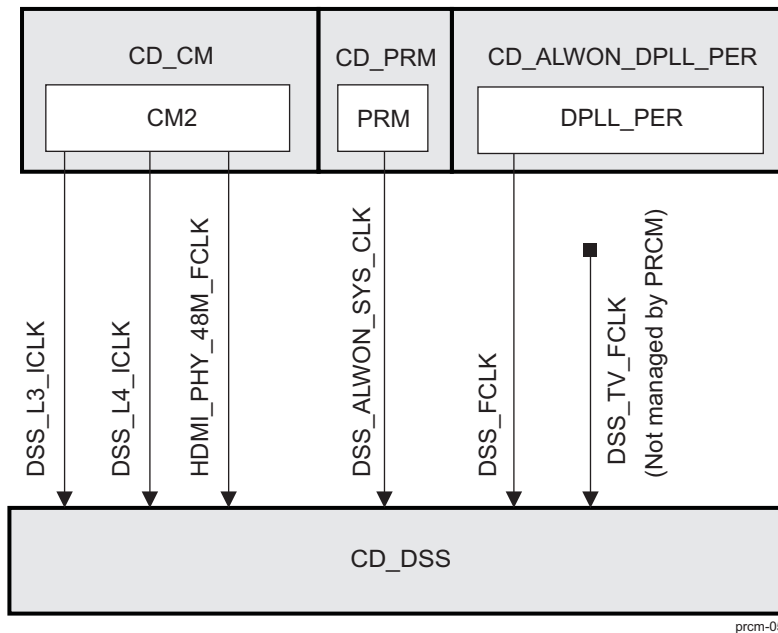 CD_CM
CD_PRM
CD_ALWON_DPLL_PER
CM2
PRM
DPLL_PER
DSS_L3_ICLK
DSS_L4_ICLK
HDMI_PHY_48M_FCLK
DSS_ALWON_SYS_CLK
DSS_FCLK
DSS_TV_FCLK
(Not managed by PRCM)
CD_DSS